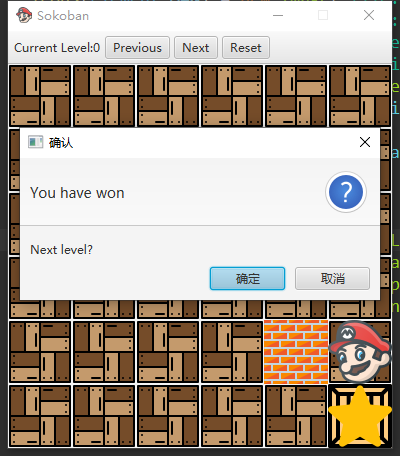 Sokoban
Current Level:0 Previous Next Reset
确认
You have won
Next level?
确定 取消